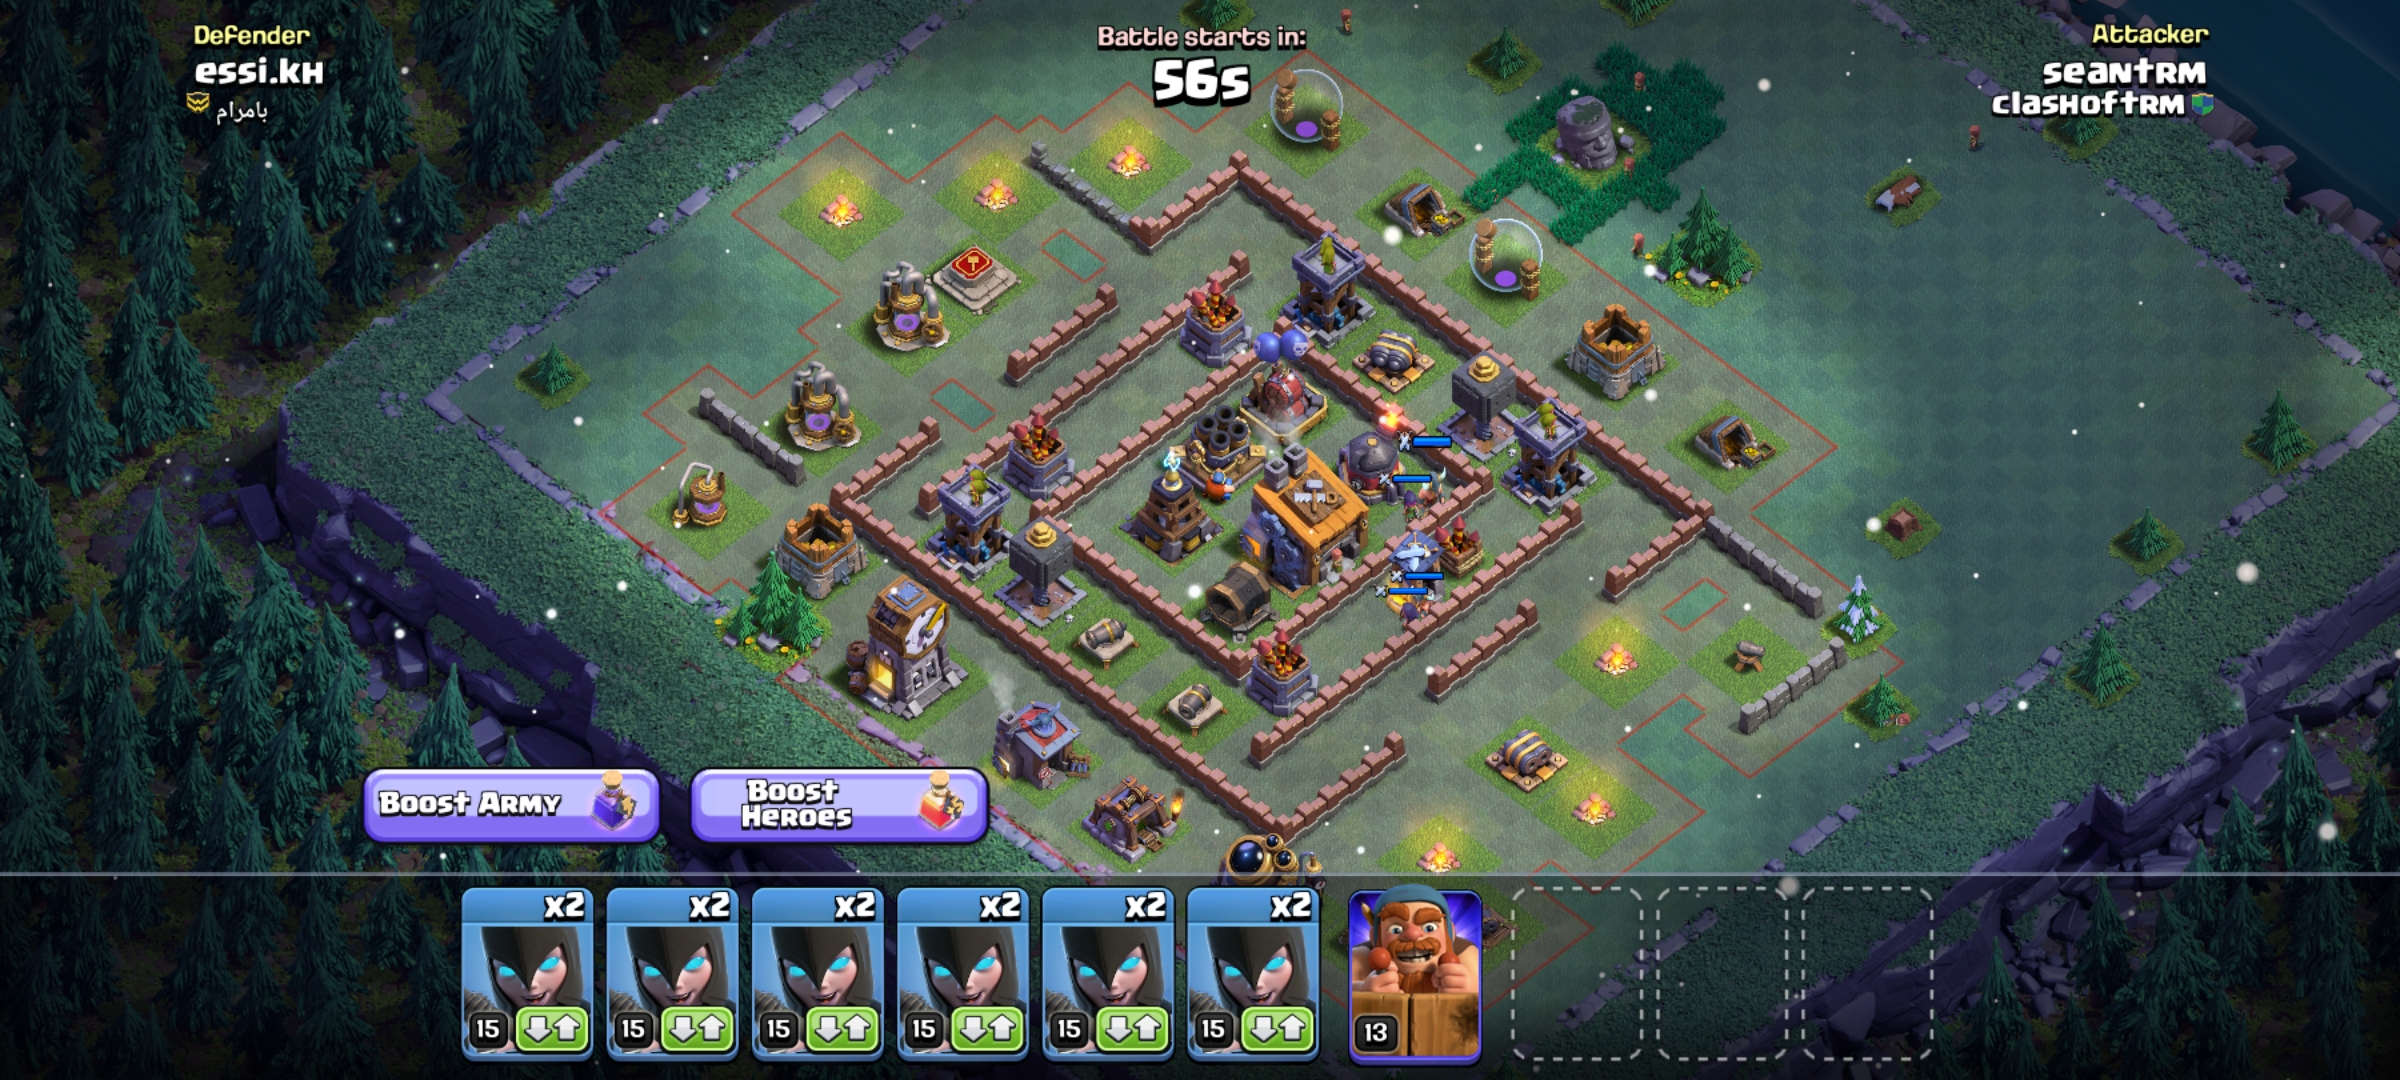 Defender
essi.kh
بامرام
Battle starts in:
56s
Attacker
seantRM
clashoftRM
Boost Army
Boost Heroes
x2
x2
x2
x2
x2
x2
15
15
15
15
15
15
13